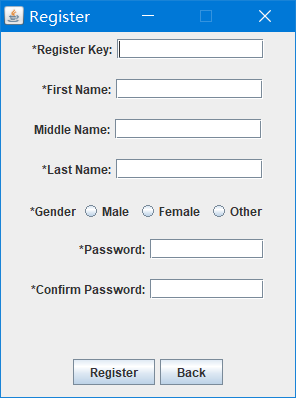 Register
*Register Key:
*First Name:
Middle Name:
*Last Name:
*Gender Male Female Other
*Password:
*Confirm Password:
Register Back